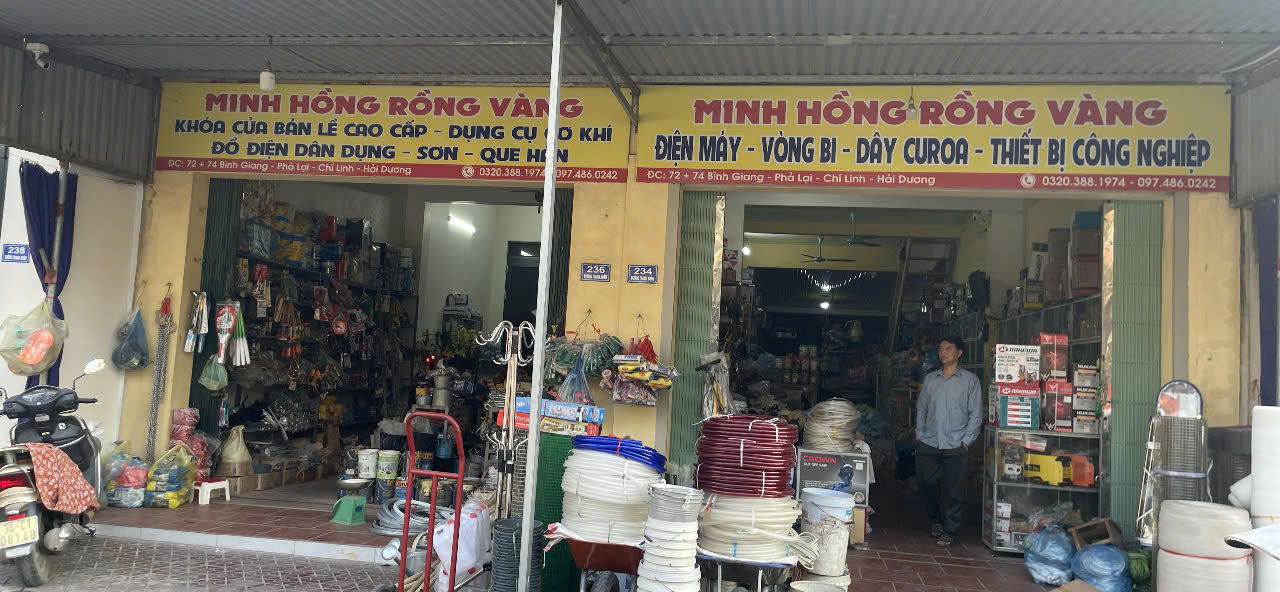 MINH HỒNG RỒNG VÀNG
KHÓA CỬA BẢN LỀ CAO CẤP - DỤNG CỤ CƠ KHÍ
ĐỒ ĐIỆN DÂN DỤNG - SƠN - QUE HÀN
ĐC: 72 + 74 Bình Giang - Phả Lại - Chí Linh - Hải Dương
0320.388.1974 - 097.486.0242
MINH HỒNG RỒNG VÀNG
ĐIỆN MÁY - VÒNG BI - DÂY CUROA - THIẾT BỊ CÔNG NGHIỆP
ĐC: 72 + 74 Bình Giang - Phả Lại - Chí Linh - Hải Dương
0320.388.1974 - 097.486.0242
238
236
234
CROWN